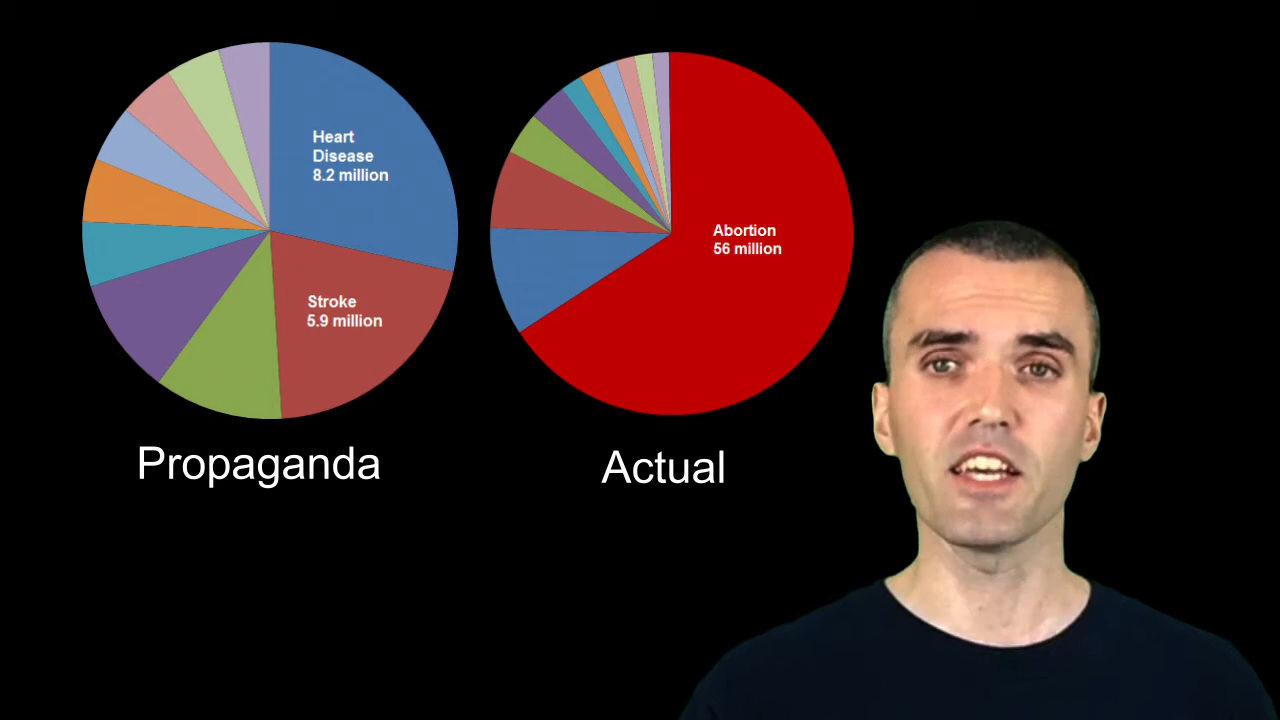 Heart
Disease
8.2 million
Stroke
5.9 million
Propaganda
Abortion
56 million
Actual